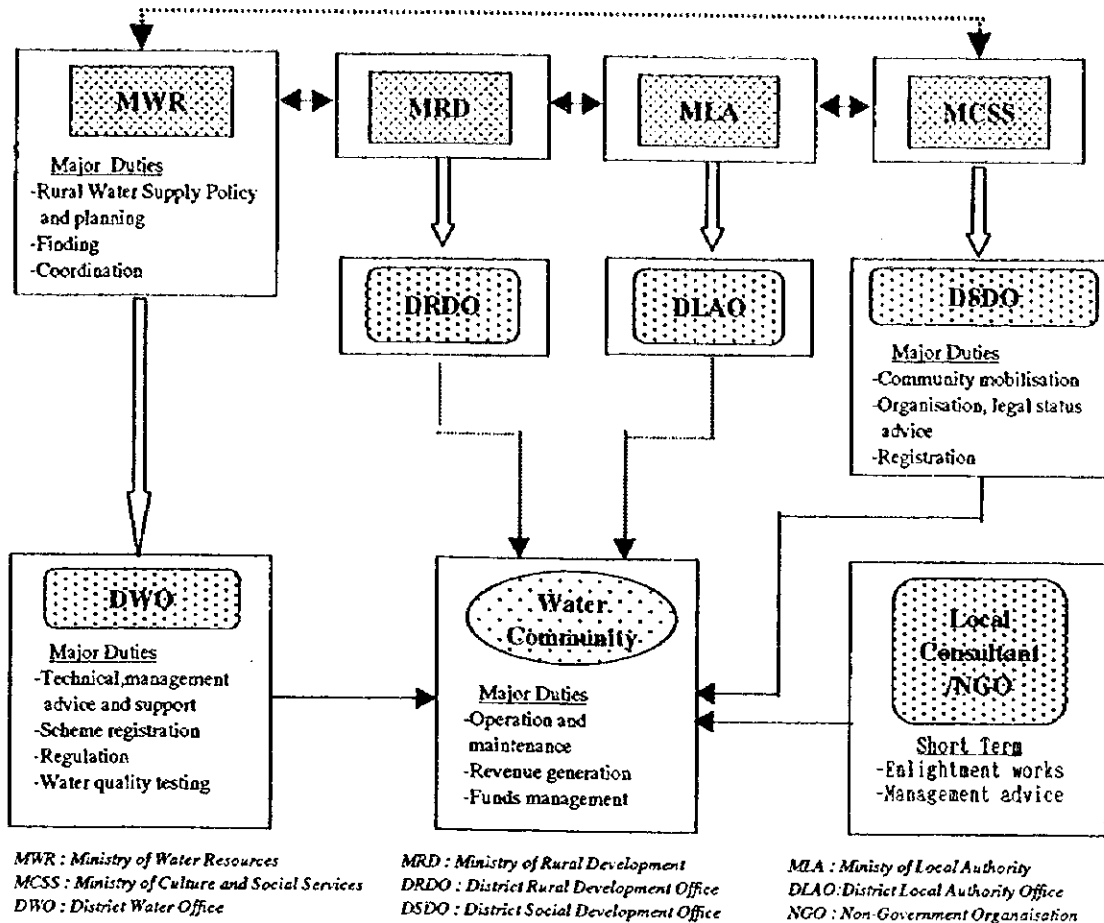 MWR
Major Duties
-Rural Water Supply Policy
and planning
-Finding
-Coordination
MRD
MLA
MCSS
DRDO
DLAO
DSDO
Major Duties
-Community mobilisation
-Organisation, legal status
advice
-Registration
DWO
Major Duties
-Technical,management
advice and support
-Scheme registration
-Regulation
-Water quality testing
Water
Community
Major Duties
-Operation and
maintenance
-Revenue generation
-Funds management
Local
Consultant
/NGO
Short Term
-Enlightment works
-Management advice
MWR : Ministry of Water Resources
MCSS : Ministry of Culture and Social Services
DWO : District Water Office
MRD : Ministry of Rural Development
DRDO : District Rural Development Office
DSDO : District Social Development Office
MLA : Ministy of Local Authority
DLAO:District Local Authority Office
NGO : Non-Government Organaisation